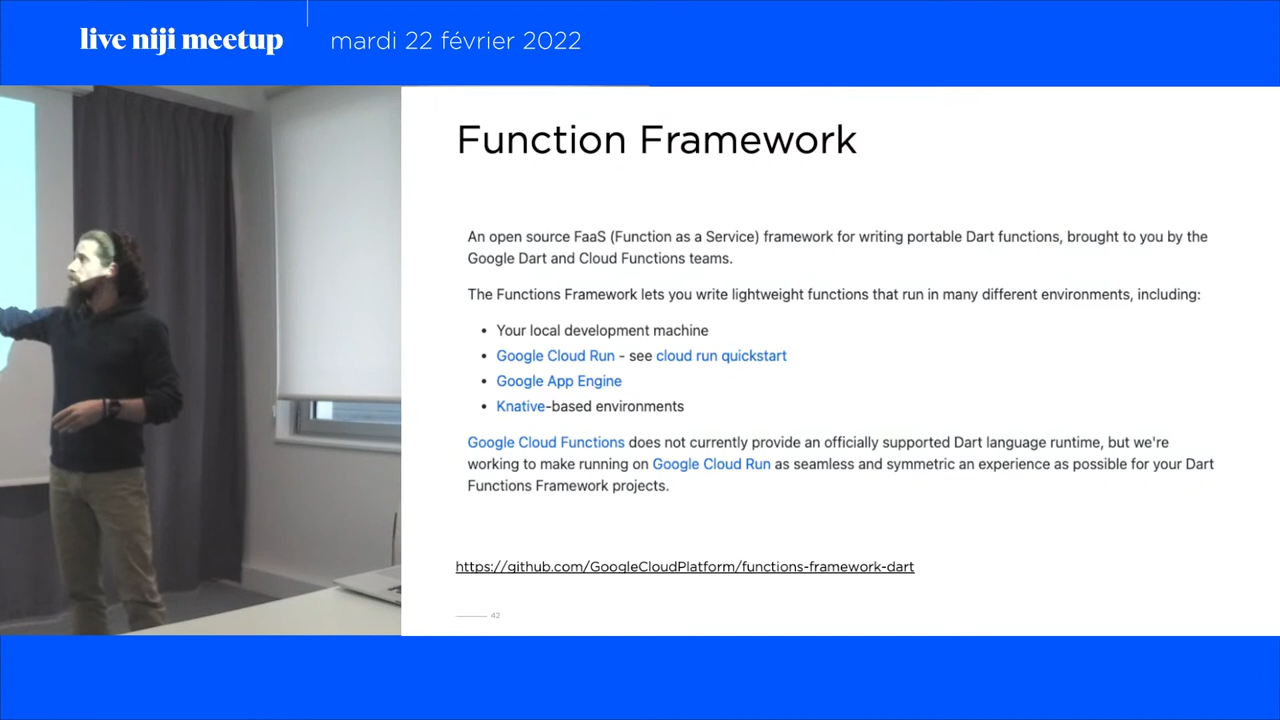 live niji meetup
mardi 22 février 2022
Function Framework
An open source FaaS (Function as a Service) framework for writing portable Dart functions, brought to you by the
Google Dart and Cloud Functions teams.
The Functions Framework lets you write lightweight functions that run in many different environments, including:
• Your local development machine
• Google Cloud Run - see cloud run quickstart
• Google App Engine
• Knative-based environments
Google Cloud Functions does not currently provide an officially supported Dart language runtime, but we're
working to make running on Google Cloud Run as seamless and symmetric an experience as possible for your Dart
Functions Framework projects.
https://github.com/GoogleCloudPlatform/functions-framework-dart
42